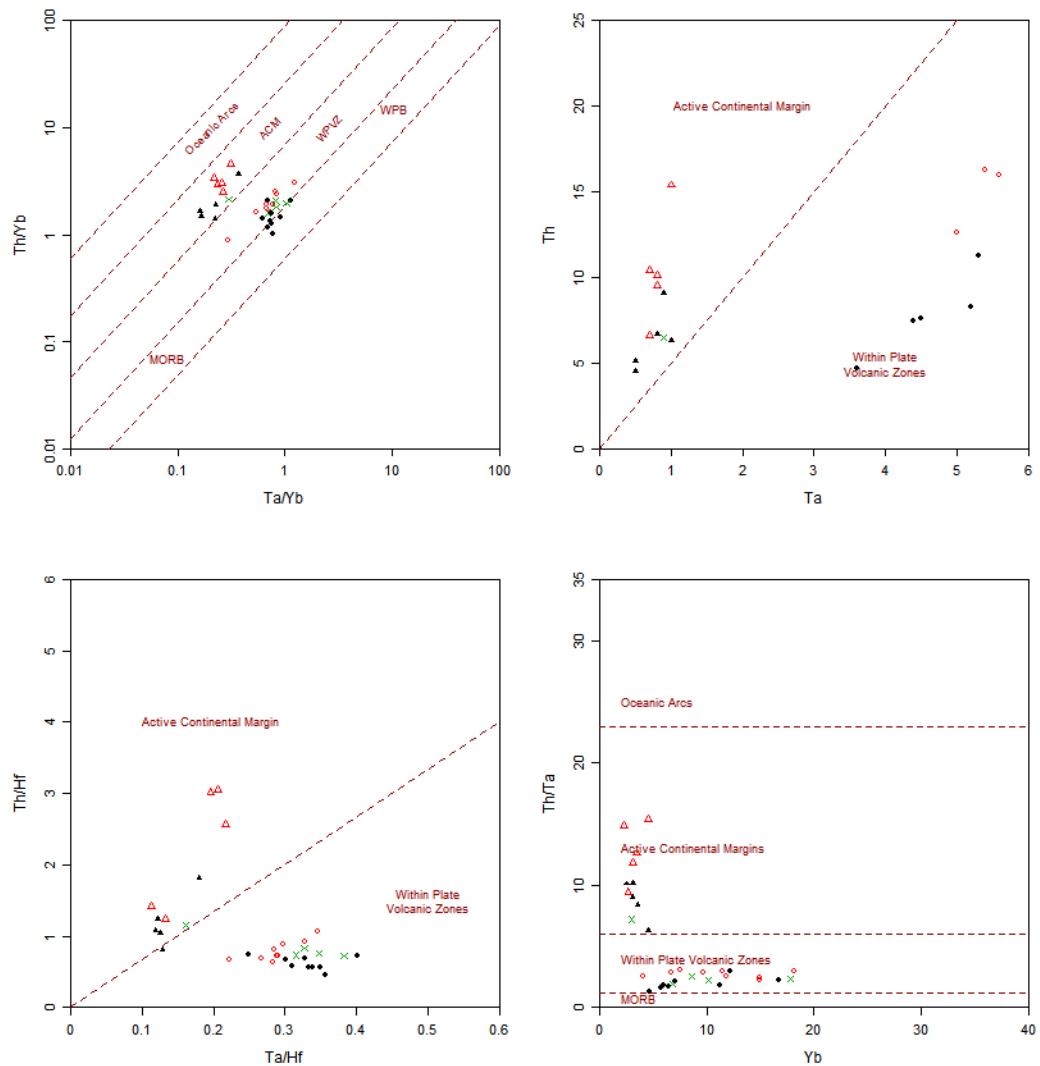 100
10
1
0.1
0.01
Th/Yb
Oceanic Arcs
ACM
WPVZ
WPB
MORB
0.01
0.1
1
10
100
Ta/Yb
25
20
15
10
5
0
Th
Active Continental Margin
Within Plate
Volcanic Zones
0
1
2
3
4
5
6
Ta
6
5
4
3
2
1
0
Th/Hf
Active Continental Margin
Within Plate
Volcanic Zones
0
0.1
0.2
0.3
0.4
0.5
0.6
Ta/Hf
35
30
20
10
0
Th/Ta
Oceanic Arcs
Active Continental Margins
Within Plate Volcanic Zones
MORB
0
10
20
30
40
Yb